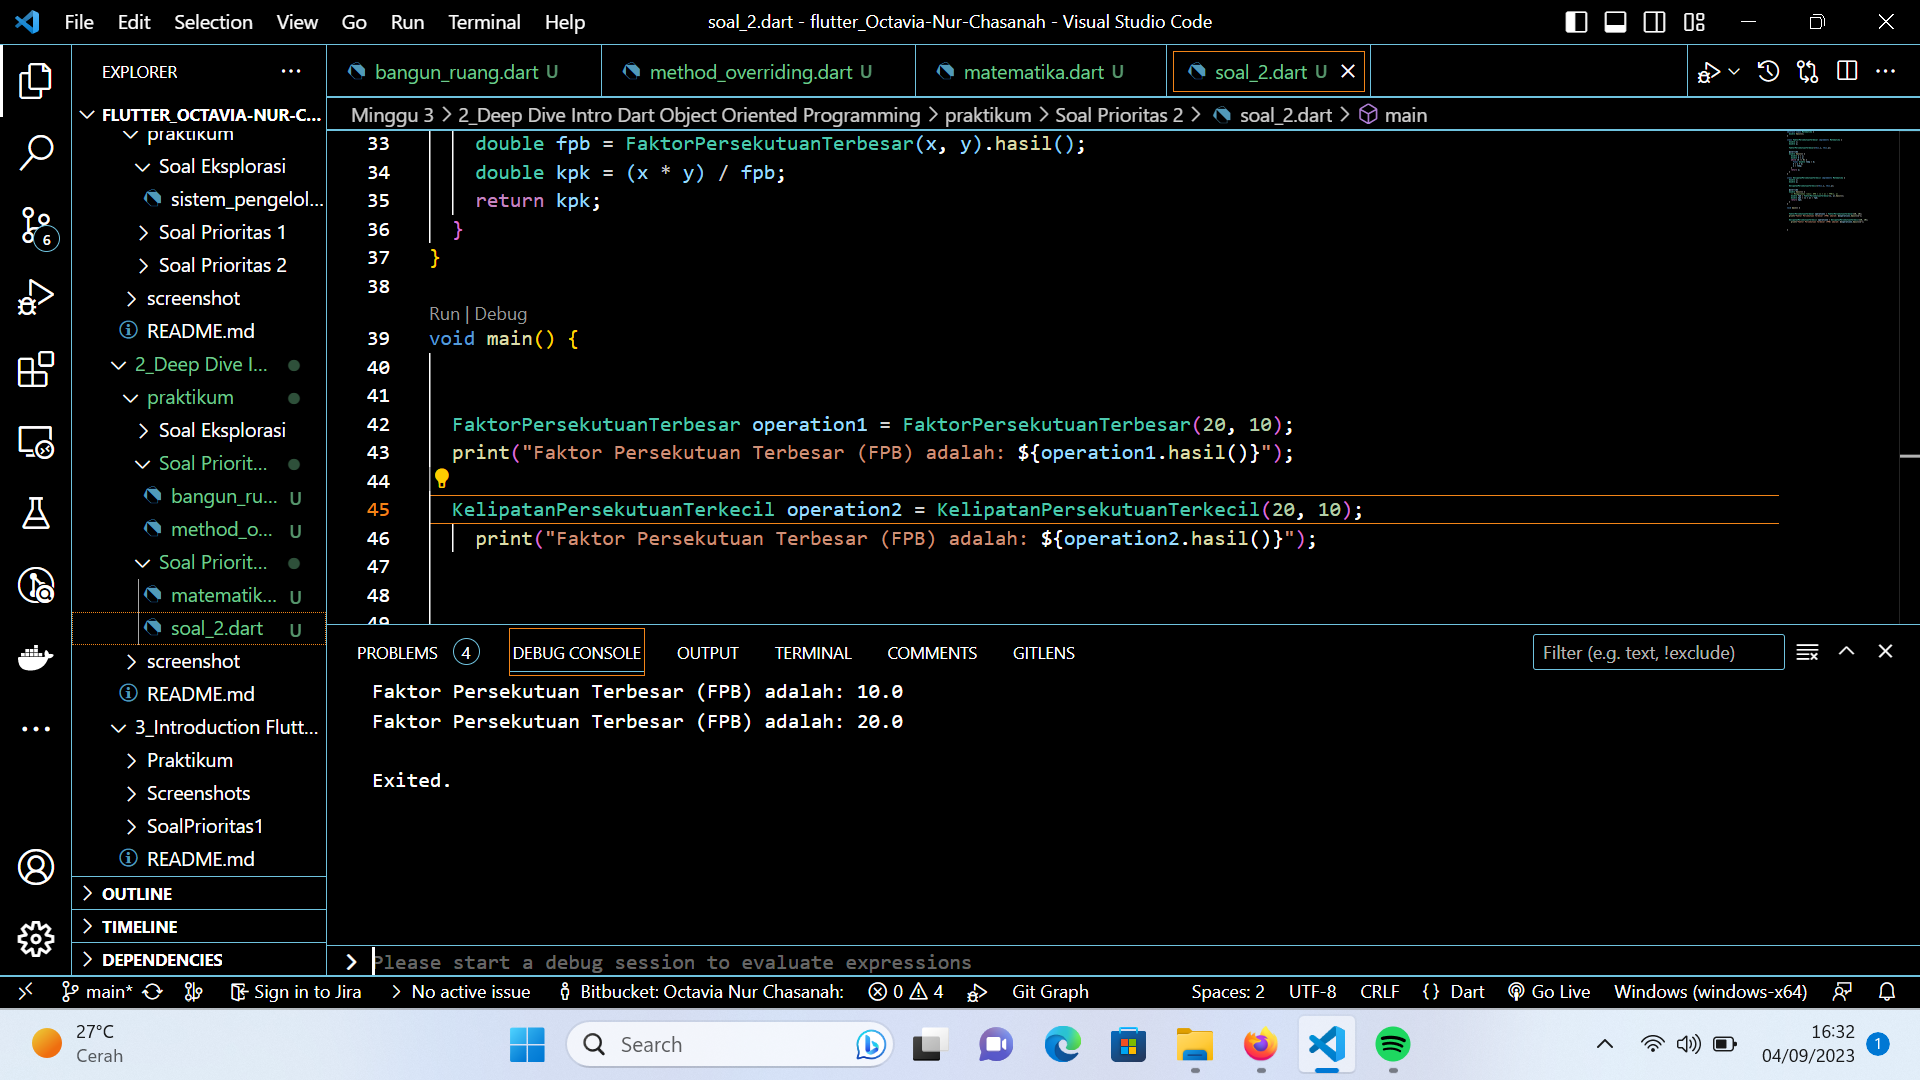 File Edit Selection View Go Run Terminal Help
soal_2.dart - flutter_Octavia-Nur-Chasanah - Visual Studio Code
EXPLORER
FLUTTER_OCTAVIA-NUR-C...
praktikum
Soal Eksplorasi
sistem_pengelol...
Soal Prioritas 1
Soal Prioritas 2
screenshot
README.md
2_Deep Dive I...
praktikum
Soal Eksplorasi
Soal Priorit...
bangun_ru... U
method_o... U
Soal Priorit...
matematik... U
soal_2.dart U
screenshot
README.md
3_Introduction Flutt...
Praktikum
Screenshots
SoalPrioritas1
README.md
OUTLINE
TIMELINE
DEPENDENCIES
6
bangun_ruang.dart U
method_overriding.dart U
matematika.dart U
soal_2.dart U
Minggu 3 > 2_Deep Dive Intro Dart Object Oriented Programming > praktikum > Soal Prioritas 2 > soal_2.dart > main
33 double fpb = FaktorPersekutuanTerbesar(x, y).hasil();
34 double kpk = (x * y) / fpb;
35 return kpk;
36 }
37 }
38
Run | Debug
39 void main() {
40
41
42 FaktorPersekutuanTerbesar operation1 = FaktorPersekutuanTerbesar(20, 10);
43 print("Faktor Persekutuan Terbesar (FPB) adalah: ${operation1.hasil()}");
44
45 KelipatanPersekutuanTerkecil operation2 = KelipatanPersekutuanTerkecil(20, 10);
46 print("Faktor Persekutuan Terbesar (FPB) adalah: ${operation2.hasil()}");
47
48
49
PROBLEMS 4 DEBUG CONSOLE OUTPUT TERMINAL COMMENTS GITLENS
Filter (e.g. text, !exclude)
Faktor Persekutuan Terbesar (FPB) adalah: 10.0
Faktor Persekutuan Terbesar (FPB) adalah: 20.0
Exited.
Please start a debug session to evaluate expressions
main* Sign in to Jira > No active issue Bitbucket: Octavia Nur Chasanah: 0 4 Git Graph
Spaces: 2 UTF-8 CRLF {} Dart Go Live Windows (windows-x64)
27°C
Cerah
Search
16:32
04/09/2023
1